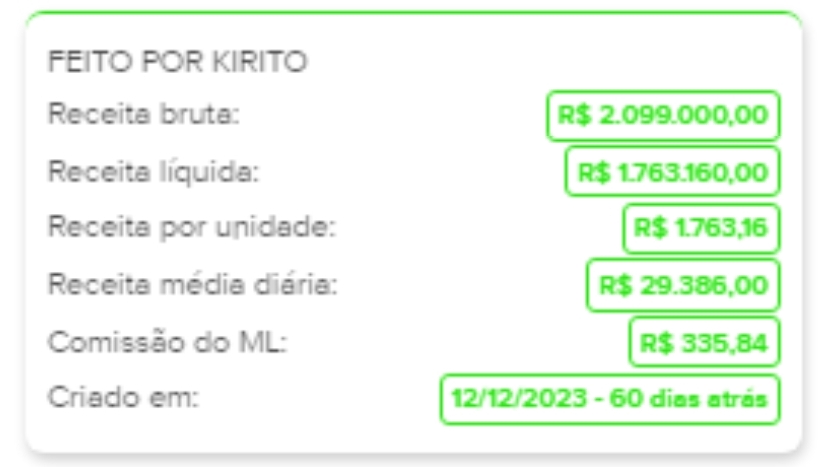 FEITO POR KIRITO
Receita bruta: R$ 2.099.000,00
Receita líquida: R$ 1.763.160,00
Receita por unidade: R$ 1.763,16
Receita média diária: R$ 29.386,00
Comissão do ML: R$ 335,84
Criado em: 12/12/2023 - 60 dias atrás